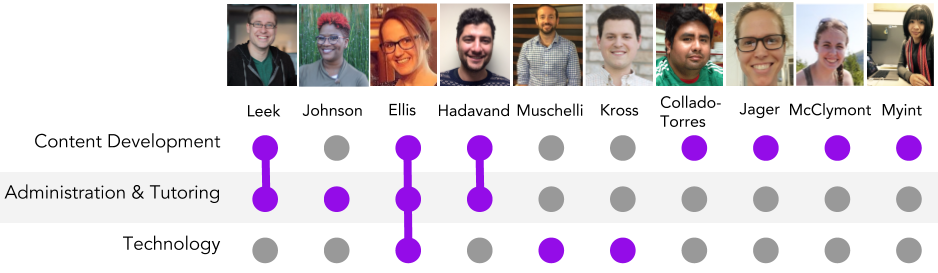 Leek Johnson Ellis Hadavand Muschelli Kross Collado-
Torres Jager McClymont Myint
Content Development
Administration & Tutoring
Technology